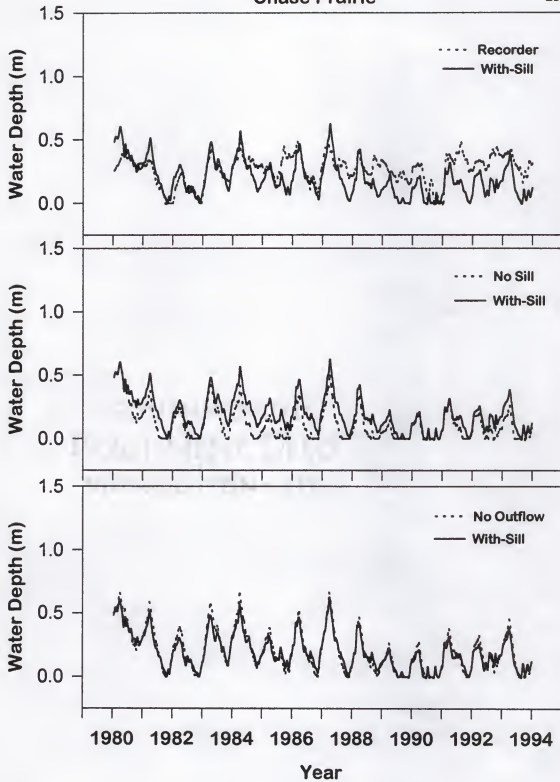 Chase Prairie
1.5
Recorder
With-Sill
1.0
Water Depth (m)
0.5
0.0
1.5
No Sill
With-Sill
1.0
Water Depth (m)
0.5
0.0
1.5
No Outflow
With-Sill
1.0
Water Depth (m)
0.5
0.0
1980 1982 1984 1986 1988 1990 1992 1994
Year